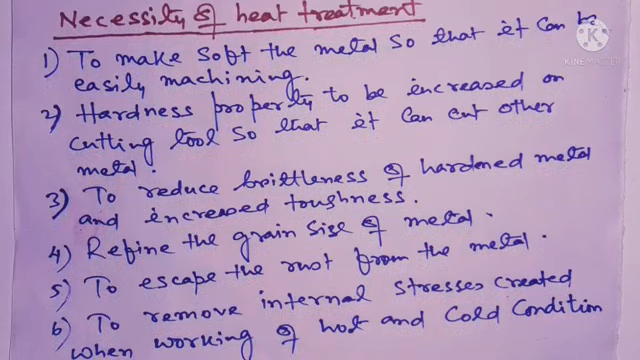 Necessity of heat treatment
1) To make soft the metal so that it can be
easily machining.
2) Hardness property to be increased on
cutting tool so that it can cut other
metal.
3) To reduce brittleness of hardened metal
and increased toughness.
4) Refine the grain size of metal.
5) To escape the rust from the metal.
6) To remove internal stresses created
when working of hot and cold condition
K
KINEMASTER